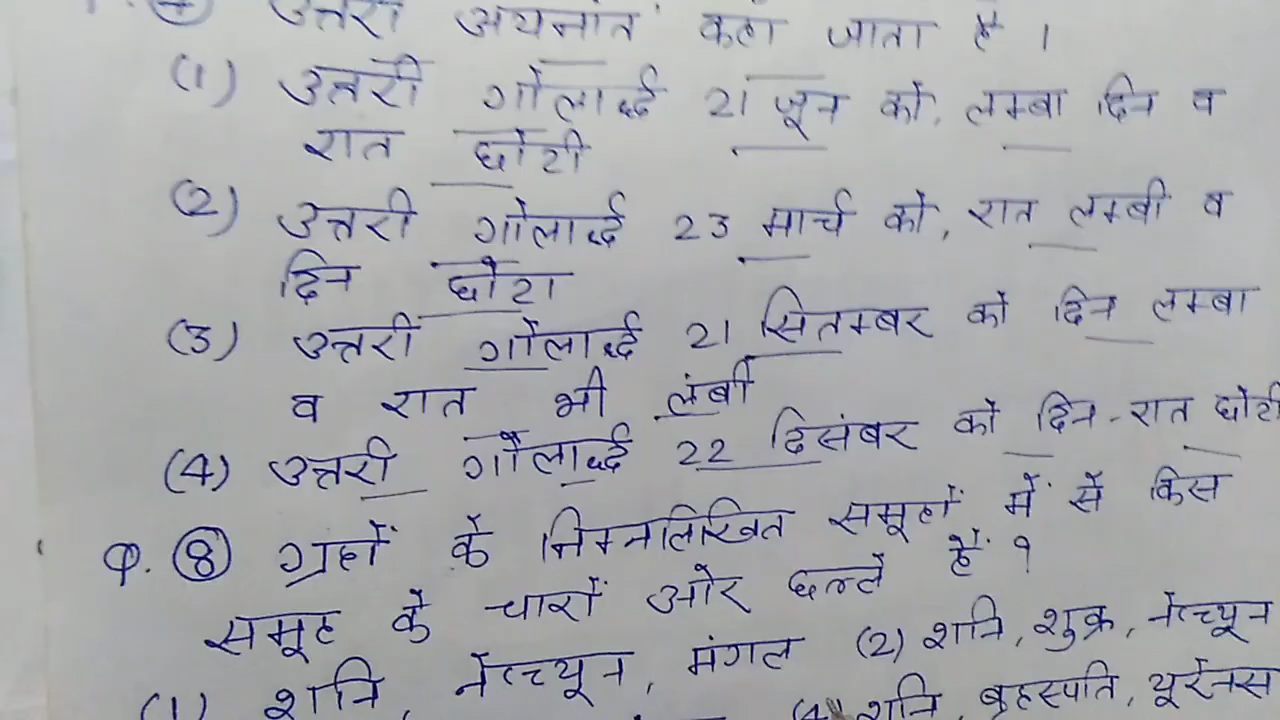 उत्तरी अयनांत कहा जाता है ।
(1) उत्तरी गोलार्द्ध 21 जून को, लम्बा दिन व
रात छोटी
(2) उत्तरी गोलार्द्ध 23 मार्च को, रात लम्बी व
दिन छोटा
(3) उत्तरी गोलार्द्ध 21 सितम्बर को दिन लम्बा
व रात भी लंबी
(4) उत्तरी गोलार्द्ध 22 दिसंबर को दिन-रात छोटी
Q. (8) ग्रहों के निम्नलिखित समूहों में से किस
समूह के चारों ओर छल्ले हैं ?
(1) शनि, नेप्च्यून, मंगल (2) शनि, शुक्र, नेप्च्यून
(4) शनि, बृहस्पति, यूरेनस